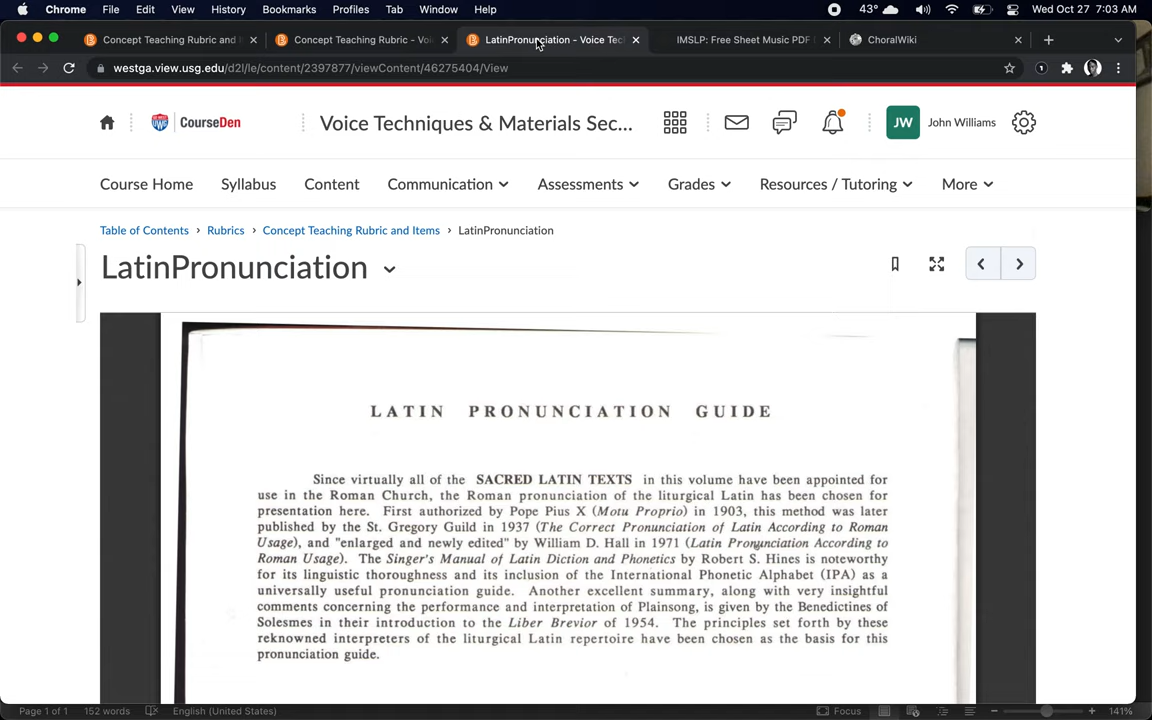 Chrome File Edit View History Bookmarks Profiles Tab Window Help 43° Wed Oct 27 7:03 AM
Concept Teaching Rubric and Concept Teaching Rubric - Voi LatinPronunciation - Voice Tec IMSLP: Free Sheet Music PDF ChoralWiki
westga.view.usg.edu/d2l/le/content/2397877/viewContent/46275404/View
UWG CourseDen Voice Techniques & Materials Sec... JW John Williams
Course Home Syllabus Content Communication Assessments Grades Resources / Tutoring More
Table of Contents › Rubrics › Concept Teaching Rubric and Items › LatinPronunciation
LatinPronunciation
LATIN PRONUNCIATION GUIDE
Since virtually all of the SACRED LATIN TEXTS in this volume have been appointed for
use in the Roman Church, the Roman pronunciation of the liturgical Latin has been chosen for
presentation here. First authorized by Pope Pius X (Motu Proprio) in 1903, this method was later
published by the St. Gregory Guild in 1937 (The Correct Pronunciation of Latin According to Roman
Usage), and "enlarged and newly edited" by William D. Hall in 1971 (Latin Pronunciation According to
Roman Usage). The Singer's Manual of Latin Diction and Phonetics by Robert S. Hines is noteworthy
for its linguistic thoroughness and its inclusion of the International Phonetic Alphabet (IPA) as a
universally useful pronunciation guide. Another excellent summary, along with very insightful
comments concerning the performance and interpretation of Plainsong, is given by the Benedictines of
Solesmes in their introduction to the Liber Brevior of 1954. The principles set forth by these
reknowned interpreters of the liturgical Latin repertoire have been chosen as the basis for this
pronunciation guide.
Page 1 of 1 152 words English (United States) Focus 141%